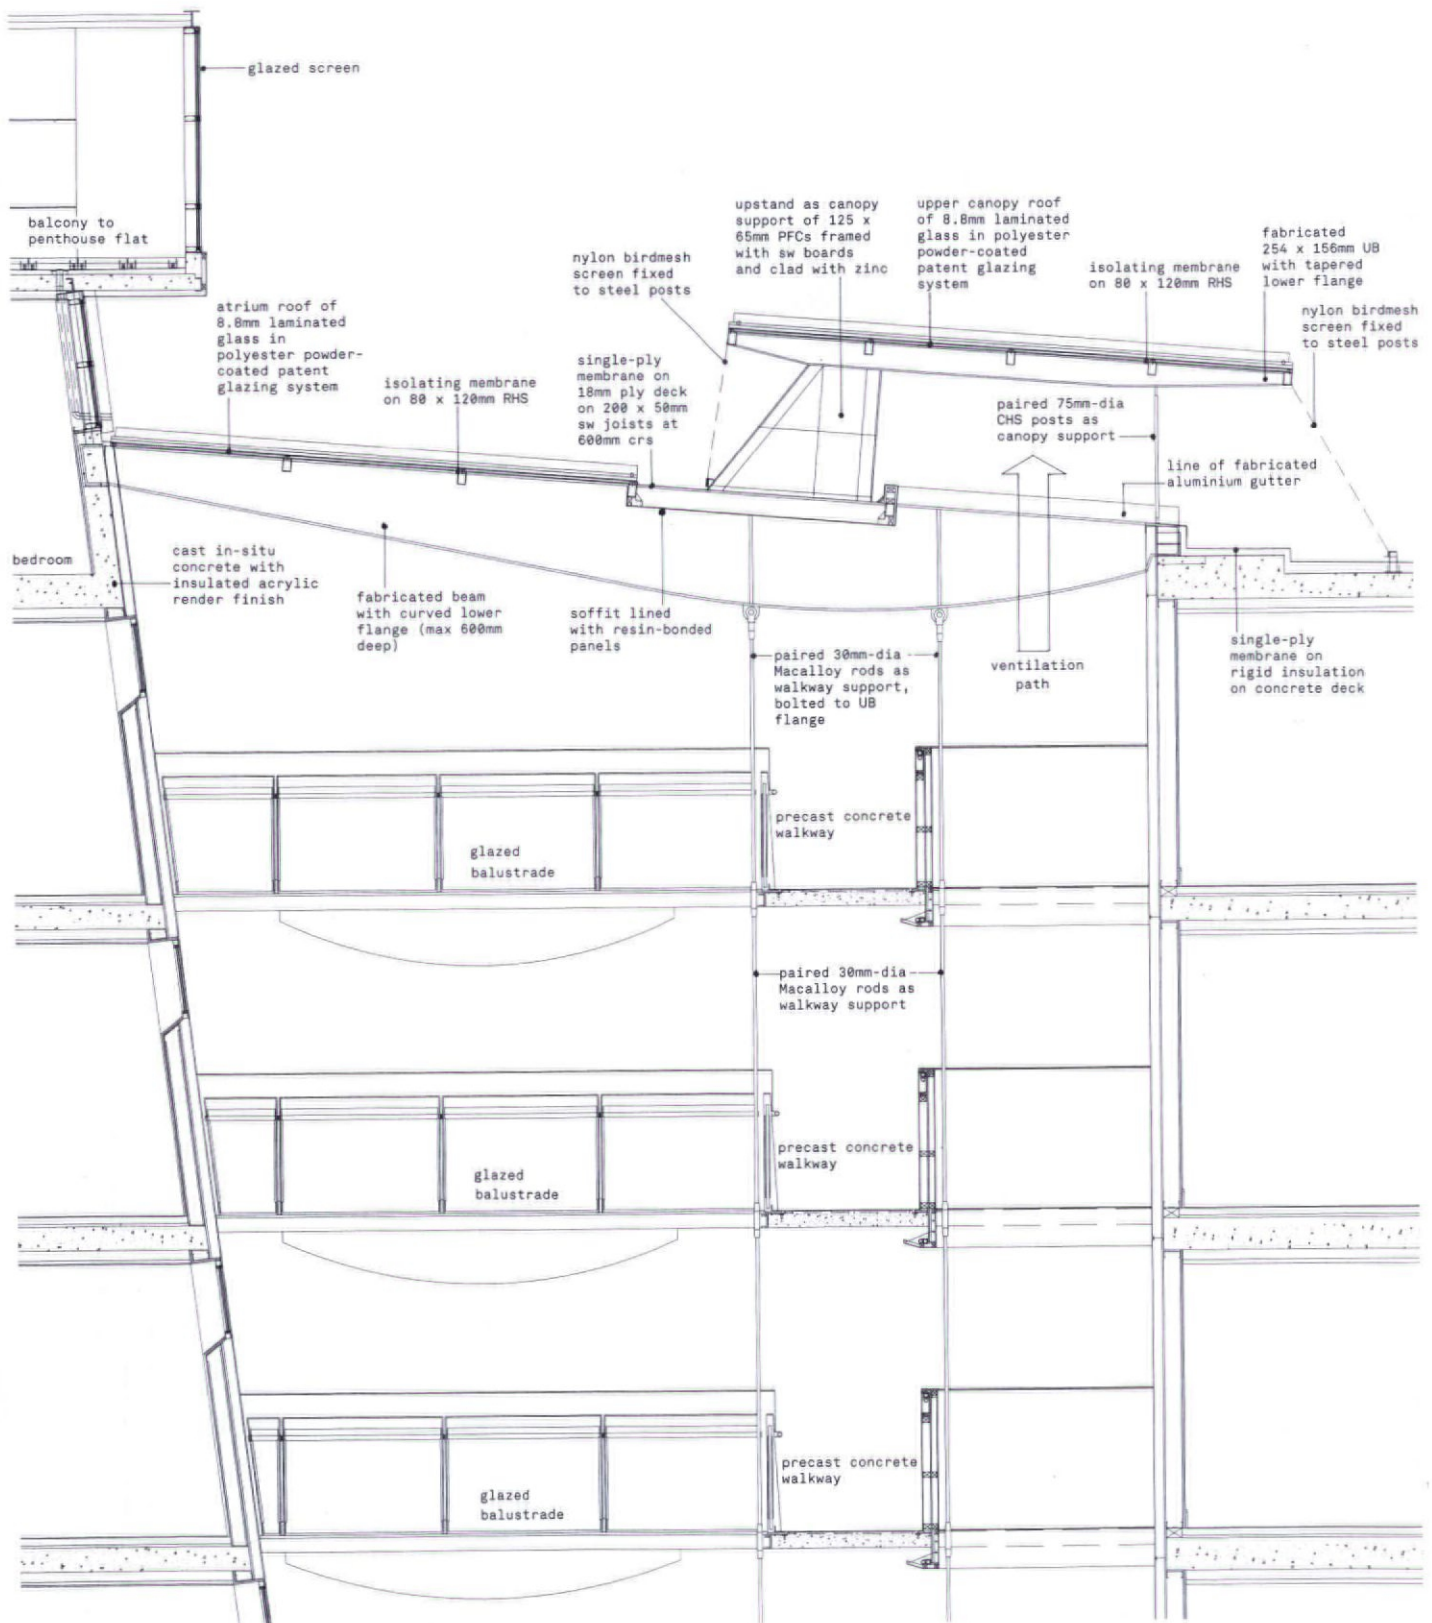 glazed screen
balcony to
penthouse flat
atrium roof of
8.8mm laminated
glass in
polyester powder-
coated patent
glazing system
isolating membrane
on 80 x 120mm RHS
nylon birdmesh
screen fixed
to steel posts
single-ply
membrane on
18mm ply deck
on 200 x 50mm
sw joists at
600mm crs
upstand as canopy
support of 125 x
65mm PFCs framed
with sw boards
and clad with zinc
upper canopy roof
of 8.8mm laminated
glass in polyester
powder-coated
patent glazing
system
isolating membrane
on 80 x 120mm RHS
fabricated
254 x 156mm UB
with tapered
lower flange
nylon birdmesh
screen fixed
to steel posts
paired 75mm-dia
CHS posts as
canopy support
line of fabricated
aluminium gutter
bedroom
cast in-situ
concrete with
insulated acrylic
render finish
fabricated beam
with curved lower
flange (max 600mm
deep)
soffit lined
with resin-bonded
panels
paired 30mm-dia
Macalloy rods as
walkway support,
bolted to UB
flange
ventilation
path
single-ply
membrane on
rigid insulation
on concrete deck
glazed
balustrade
precast concrete
walkway
paired 30mm-dia
Macalloy rods as
walkway support
glazed
balustrade
precast concrete
walkway
glazed
balustrade
precast concrete
walkway